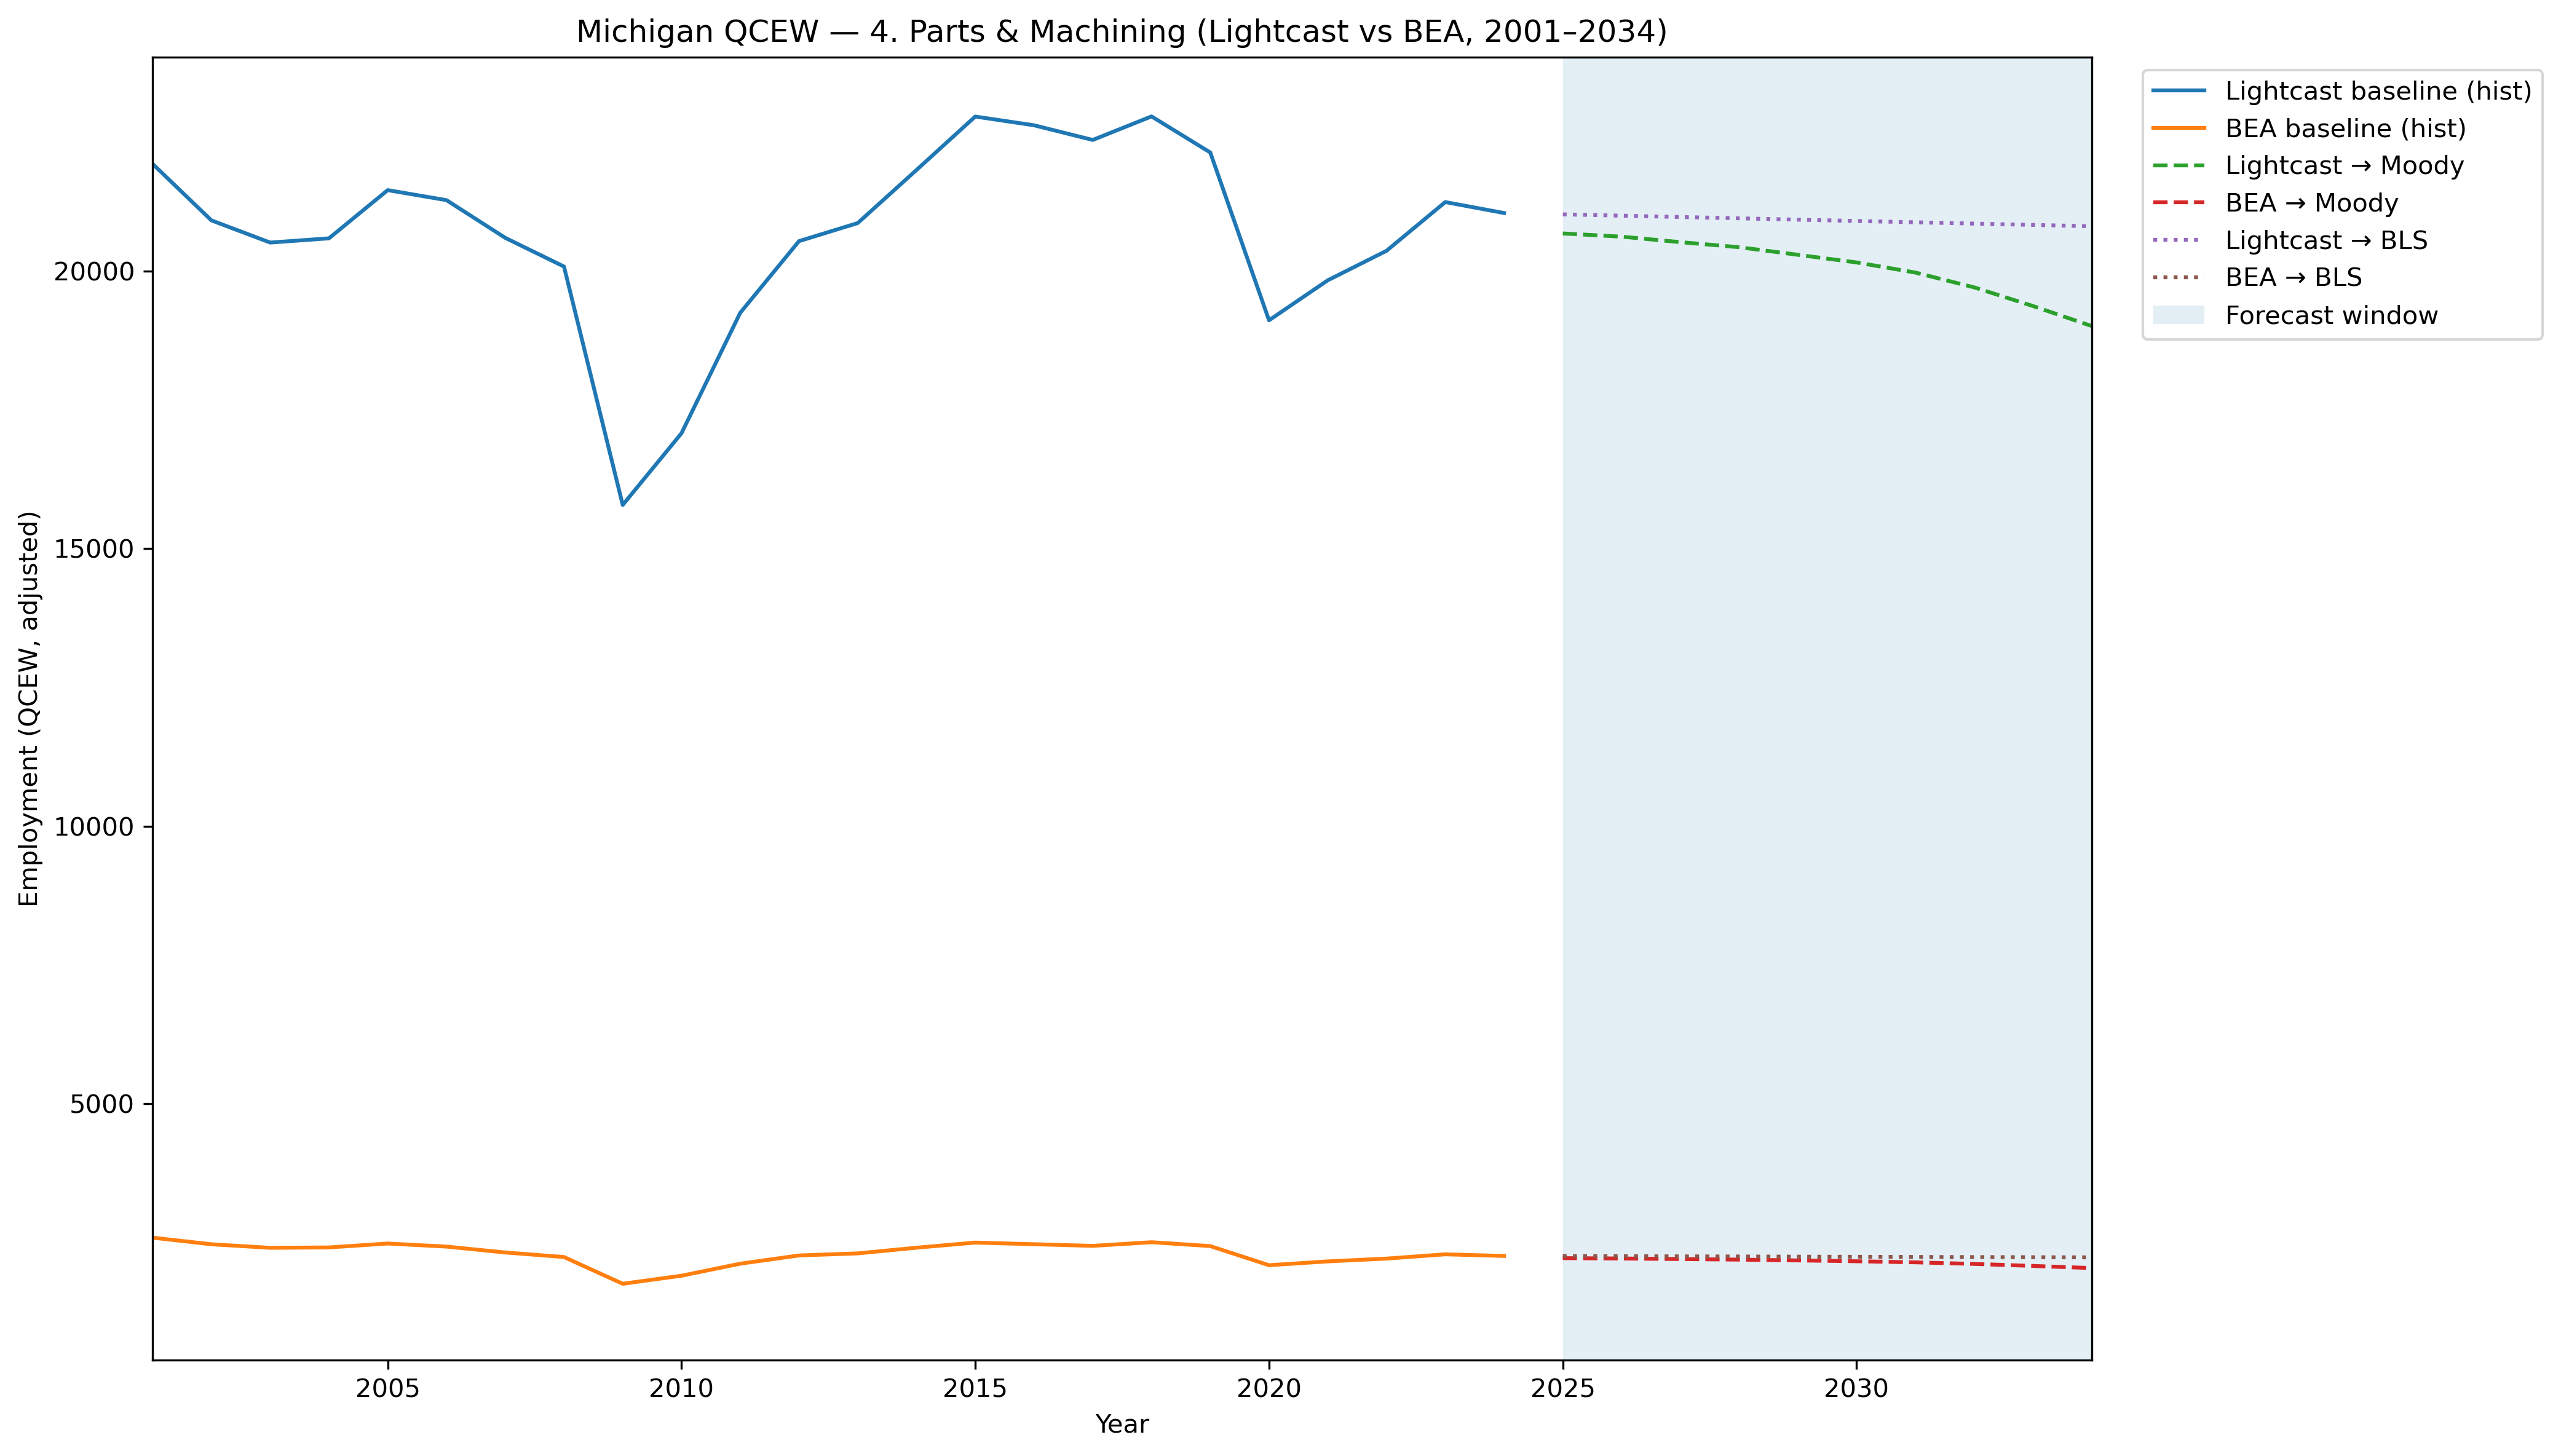 Michigan QCEW — 4. Parts & Machining (Lightcast vs BEA, 2001–2034)
Lightcast baseline (hist)
BEA baseline (hist)
Lightcast → Moody
BEA → Moody
Lightcast → BLS
BEA → BLS
Forecast window
Employment (QCEW, adjusted)
20000
15000
10000
5000
2005
2010
2015
2020
2025
2030
Year